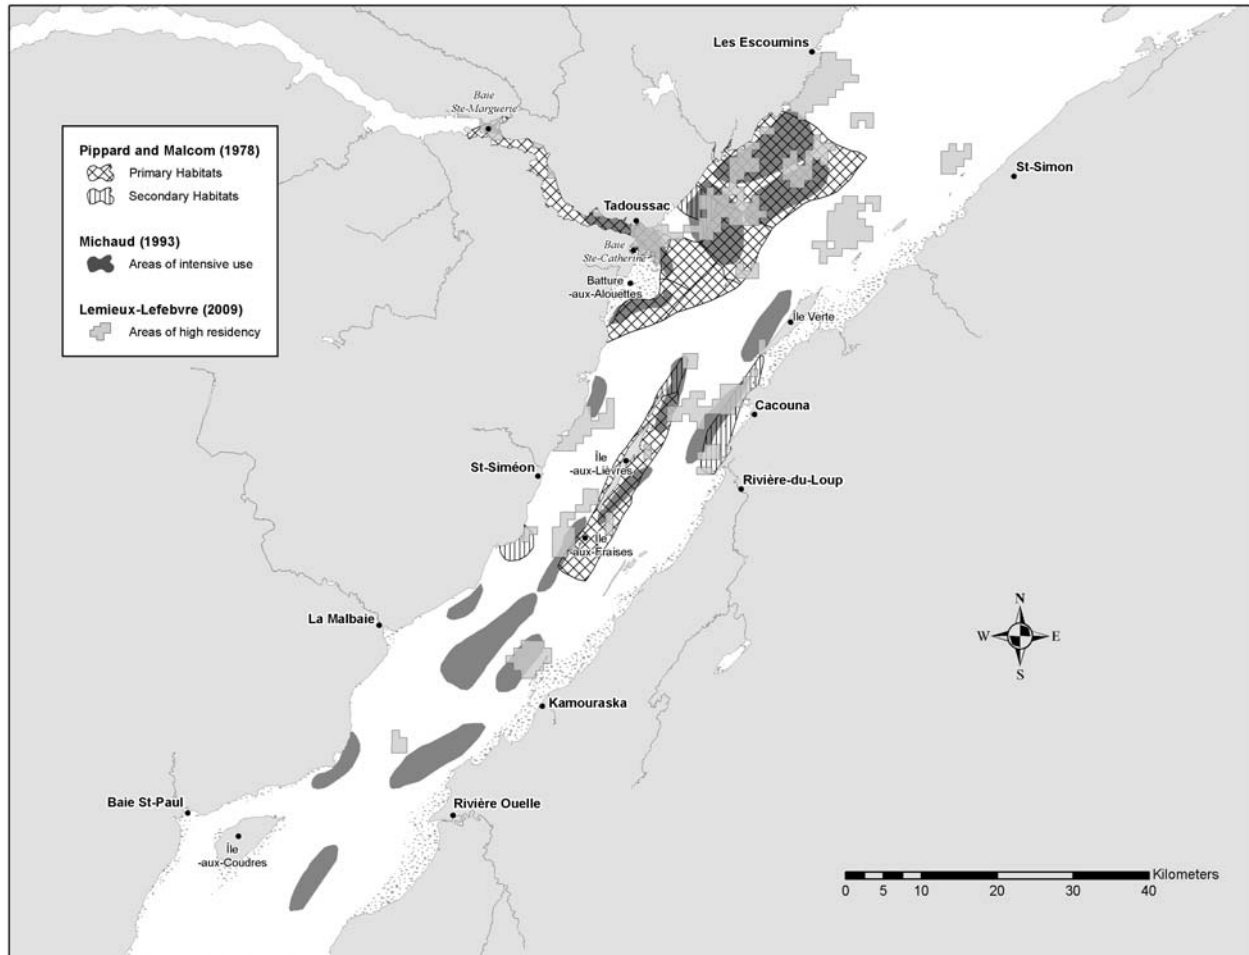 Les Escoumins
Baie
Ste-Marguerie
Pippard and Malcom (1978)
Primary Habitats
Secondary Habitats
Michaud (1993)
Areas of intensive use
Lemieux-Lefebvre (2009)
Areas of high residency
St-Simon
Tadoussac
Baie
Ste-Catherine
Batture
-aux-Alouettes
Île Verte
Cacouna
St-Siméon
Île
-aux-Lièvres
Rivière-du-Loup
Ile
-aux-Fraises
La Malbaie
N
W
E
S
Kamouraska
Baie St-Paul
Rivière Ouelle
Île
-aux-Coudres
Kilometers
0 5 10 20 30 40